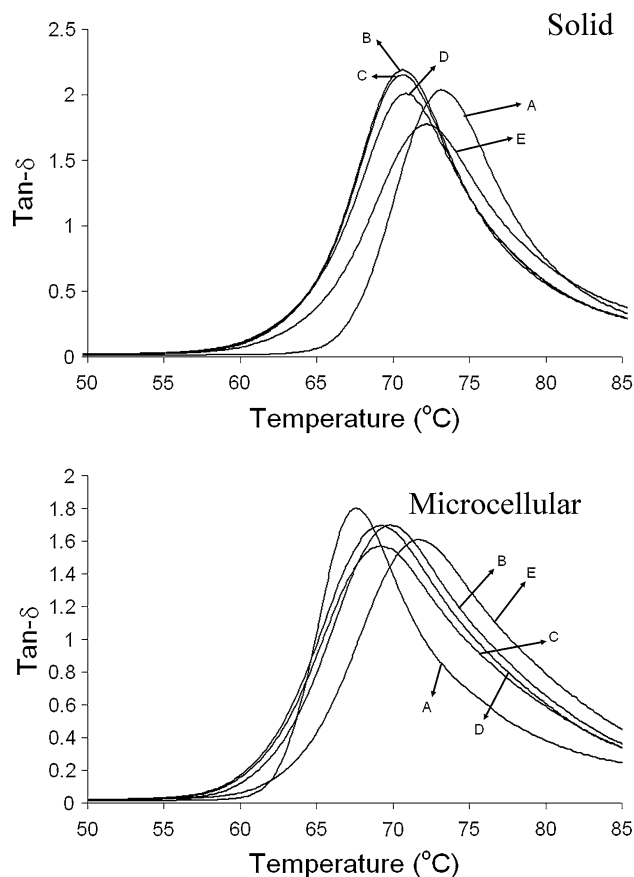 Solid
2.5
2
1.5
1
0.5
0
Tan-δ
B
C
D
A
E
50 55 60 65 70 75 80 85
Temperature (°C)
Microcellular
2
1.8
1.6
1.4
1.2
1
0.8
0.6
0.4
0.2
0
Tan-δ
B
E
C
A
D
50 55 60 65 70 75 80 85
Temperature (°C)